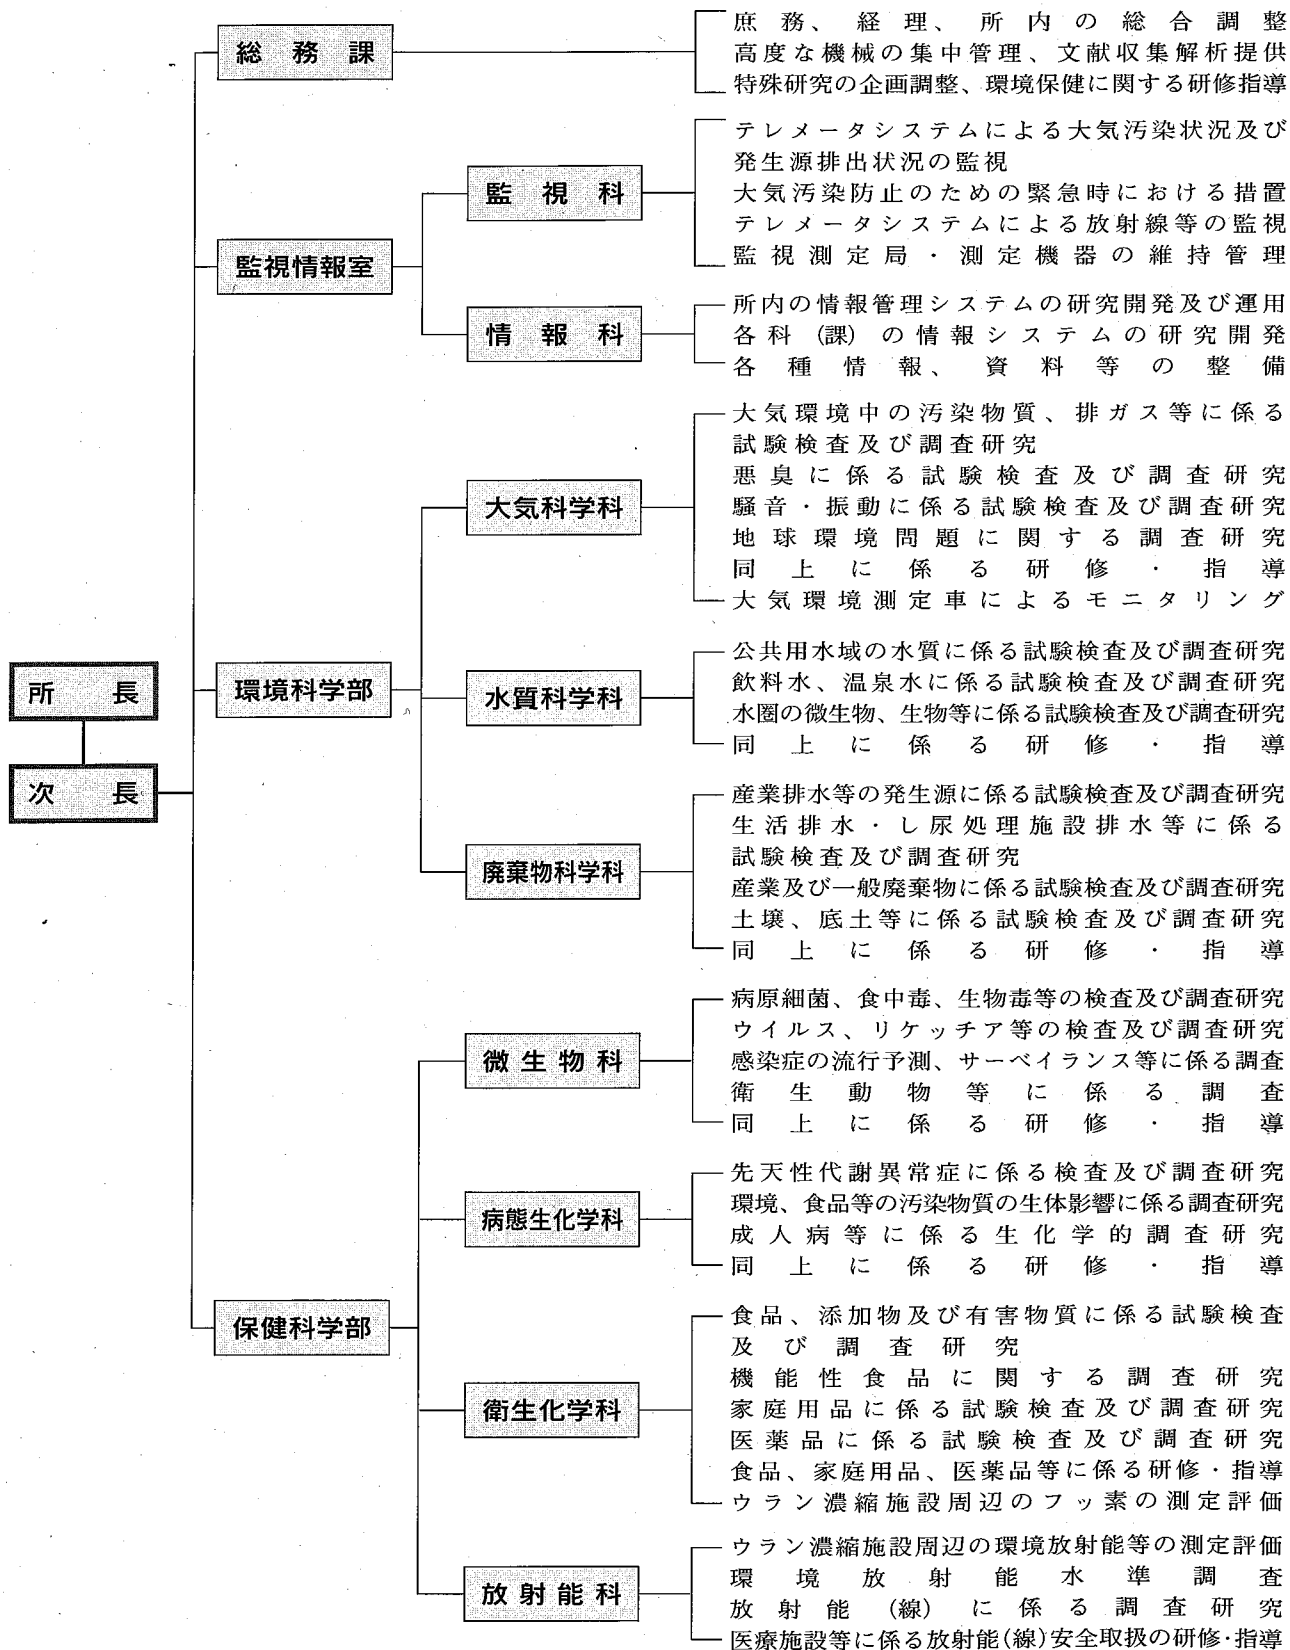 所長
次長
総務課
庶務、経理、所内の総合調整
高度な機械の集中管理、文献収集解析提供
特殊研究の企画調整、環境保健に関する研修指導
監視情報室
監視科
テレメータシステムによる大気汚染状況及び
発生源排出状況の監視
大気汚染防止のための緊急時における措置
テレメータシステムによる放射線等の監視
監視測定局・測定機器の維持管理
情報科
所内の情報管理システムの研究開発及び運用
各科(課)の情報システムの研究開発
各種情報、資料等の整備
環境科学部
大気科学科
大気環境中の汚染物質、排ガス等に係る
試験検査及び調査研究
悪臭に係る試験検査及び調査研究
騒音・振動に係る試験検査及び調査研究
地球環境問題に関する調査研究
同上に係る研修・指導
大気環境測定車によるモニタリング
水質科学科
公共用水域の水質に係る試験検査及び調査研究
飲料水、温泉水に係る試験検査及び調査研究
水圏の微生物、生物等に係る試験検査及び調査研究
同上に係る研修・指導
廃棄物科学科
産業排水等の発生源に係る試験検査及び調査研究
生活排水・し尿処理施設排水等に係る
試験検査及び調査研究
産業及び一般廃棄物に係る試験検査及び調査研究
土壌、底土等に係る試験検査及び調査研究
同上に係る研修・指導
保健科学部
微生物科
病原細菌、食中毒、生物毒等の検査及び調査研究
ウイルス、リケッチア等の検査及び調査研究
感染症の流行予測、サーベイランス等に係る調査
衛生動物等に係る調査
同上に係る研修・指導
病態生化学科
先天性代謝異常症に係る検査及び調査研究
環境、食品等の汚染物質の生体影響に係る調査研究
成人病等に係る生化学的調査研究
同上に係る研修・指導
衛生化学科
食品、添加物及び有害物質に係る試験検査
及び調査研究
機能性食品に関する調査研究
家庭用品に係る試験検査及び調査研究
医薬品に係る試験検査及び調査研究
食品、家庭用品、医薬品等に係る研修・指導
ウラン濃縮施設周辺のフッ素の測定評価
放射能科
ウラン濃縮施設周辺の環境放射能等の測定評価
環境放射能水準調査
放射能(線)に係る調査研究
医療施設等に係る放射能(線)安全取扱の研修・指導